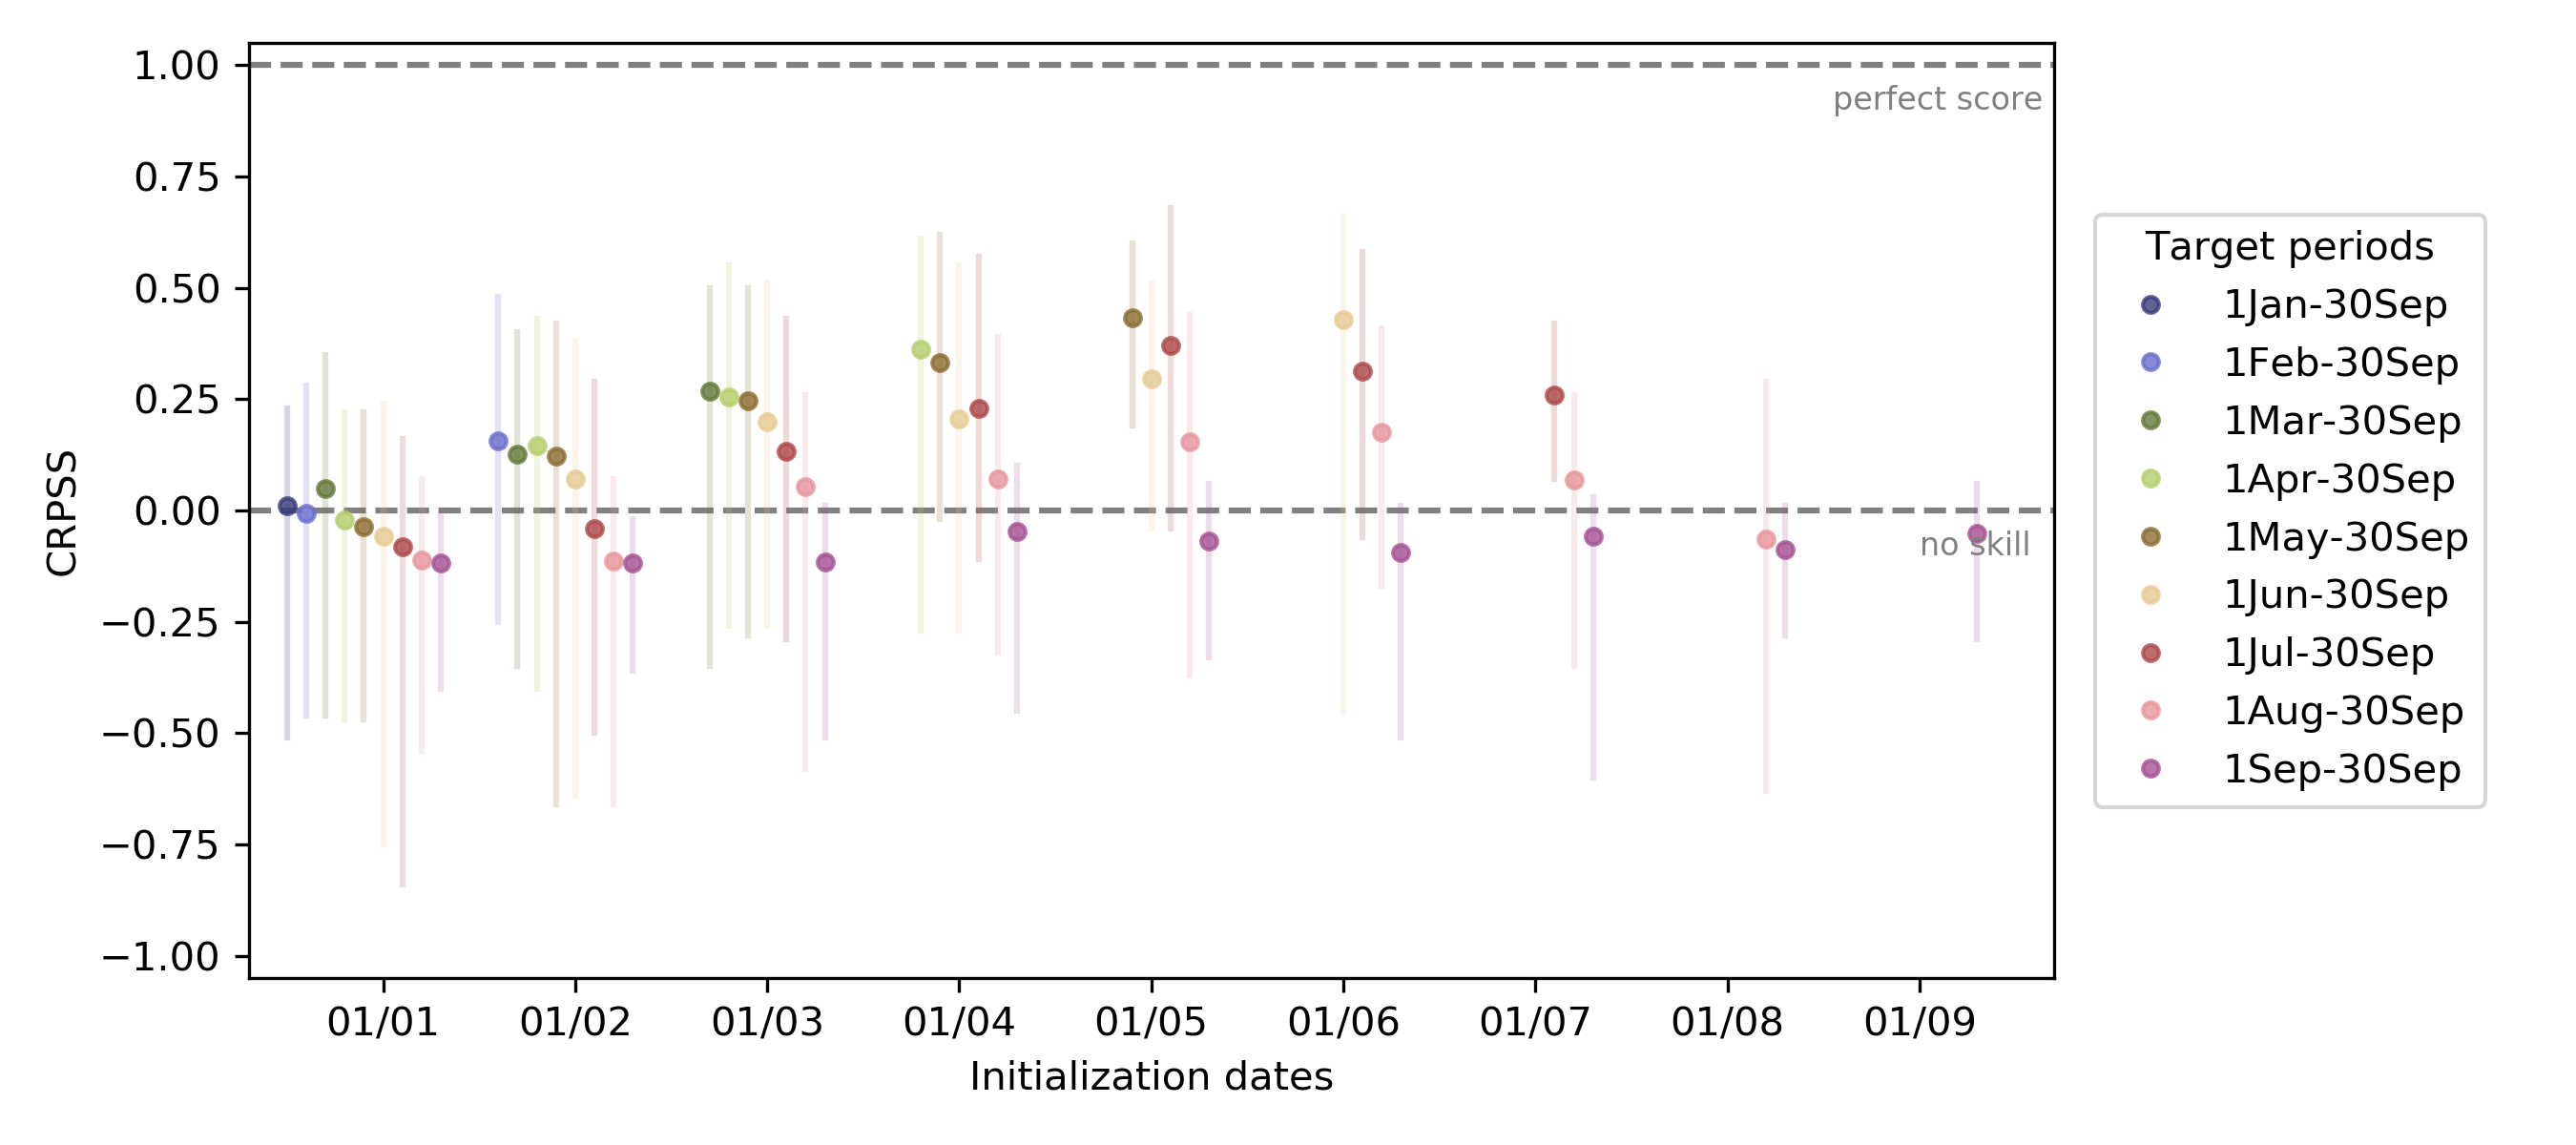 1.00
0.75
0.50
0.25
0.00
−0.25
−0.50
−0.75
−1.00
CRPSS
perfect score
no skill
01/01
01/02
01/03
01/04
01/05
01/06
01/07
01/08
01/09
Initialization dates
Target periods
1Jan-30Sep
1Feb-30Sep
1Mar-30Sep
1Apr-30Sep
1May-30Sep
1Jun-30Sep
1Jul-30Sep
1Aug-30Sep
1Sep-30Sep